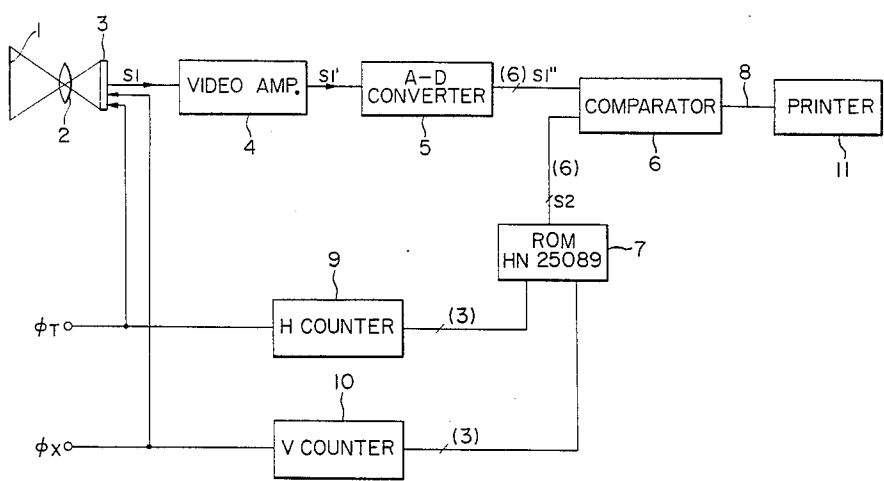 1
3
2
S1
VIDEO AMP.
4
S1'
A-D
CONVERTER
5
(6) S1"
COMPARATOR
6
8
PRINTER
11
(6)
S2
ROM
HN 25089
7
9
φT
H COUNTER
(3)
10
φX
V COUNTER
(3)